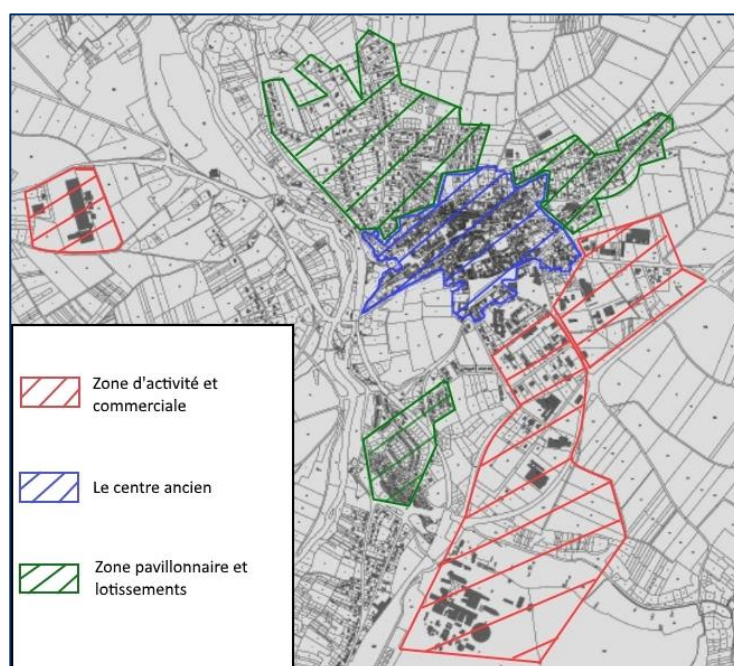 Zone d'activité et
commerciale
Le centre ancien
Zone pavillonnaire et
lotissements